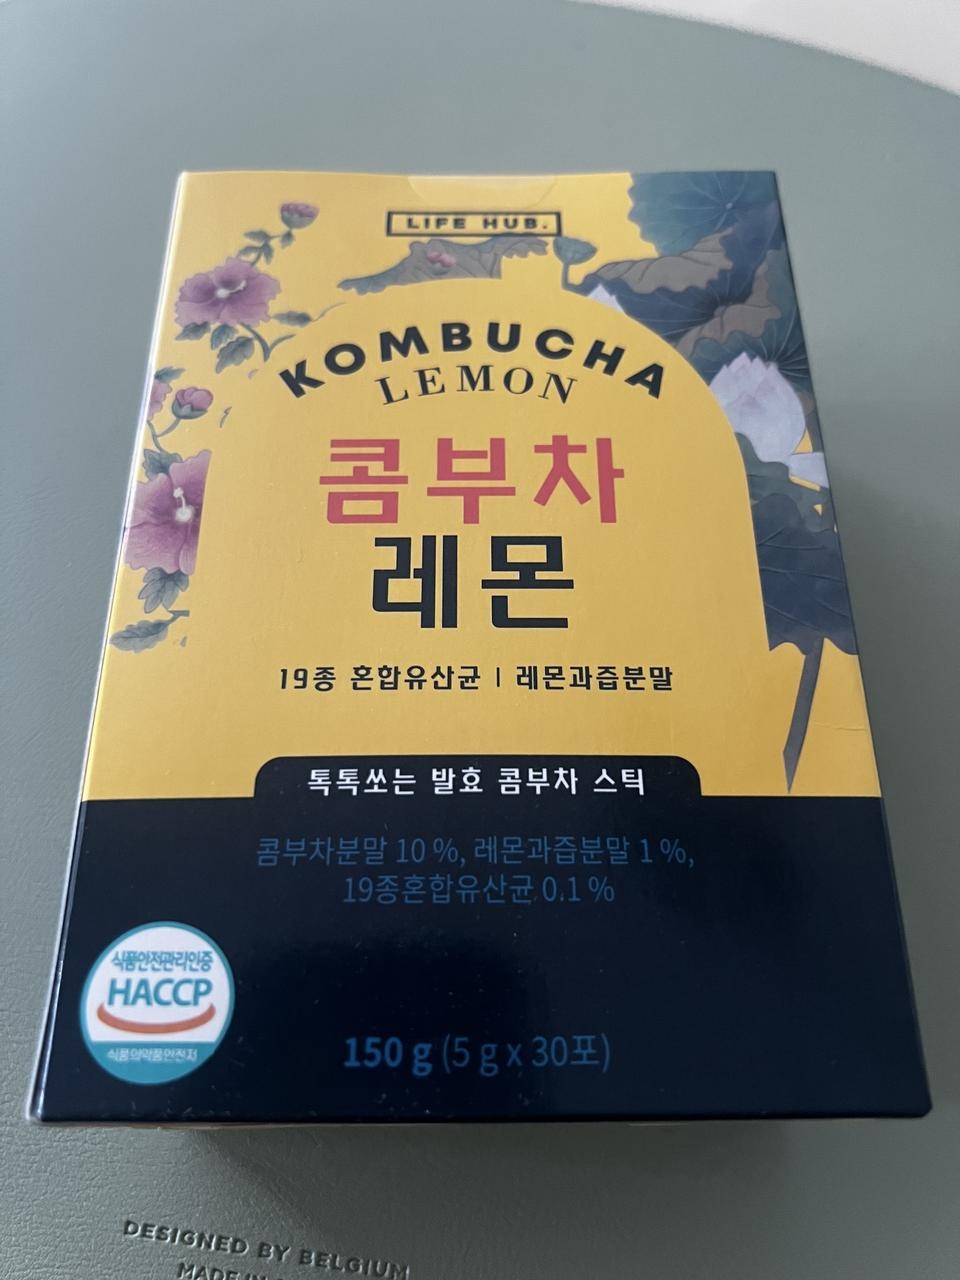 LIFE HUB.
KOMBUCHA
LEMON
콤부차
레몬
19종 혼합유산균 | 레몬과즙분말
톡톡쏘는 발효 콤부차 스틱
콤부차분말 10 %, 레몬과즙분말 1 %,
19종혼합유산균 0.1 %
식품안전관리인증
HACCP
식품의약품안전처
150 g (5 g x 30포)
DESIGNED BY BELGIUM
MADE IN